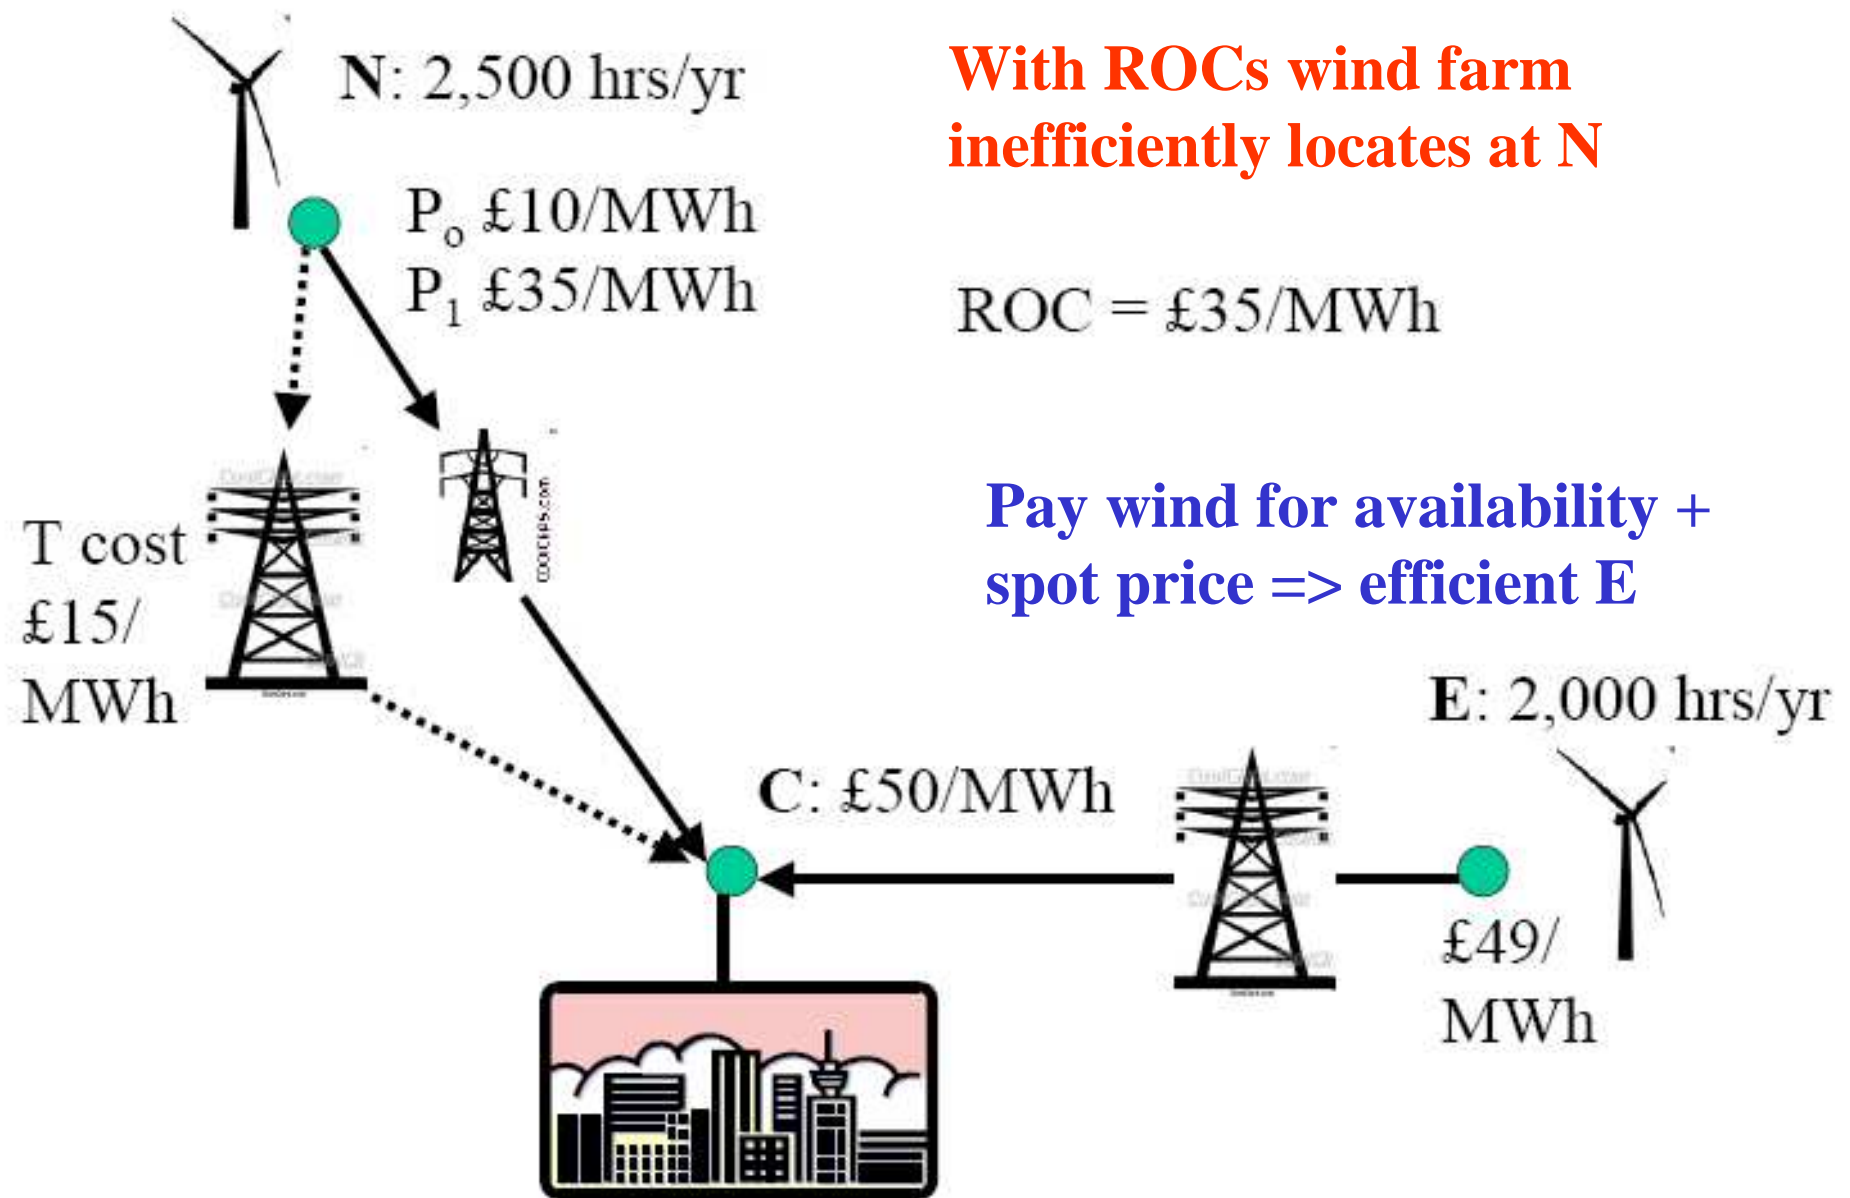 N: 2,500 hrs/yr
P₀ £10/MWh
P₁ £35/MWh
With ROCs wind farm
inefficiently locates at N
ROC = £35/MWh
Pay wind for availability +
spot price => efficient E
T cost
£15/
MWh
E: 2,000 hrs/yr
C: £50/MWh
£49/
MWh